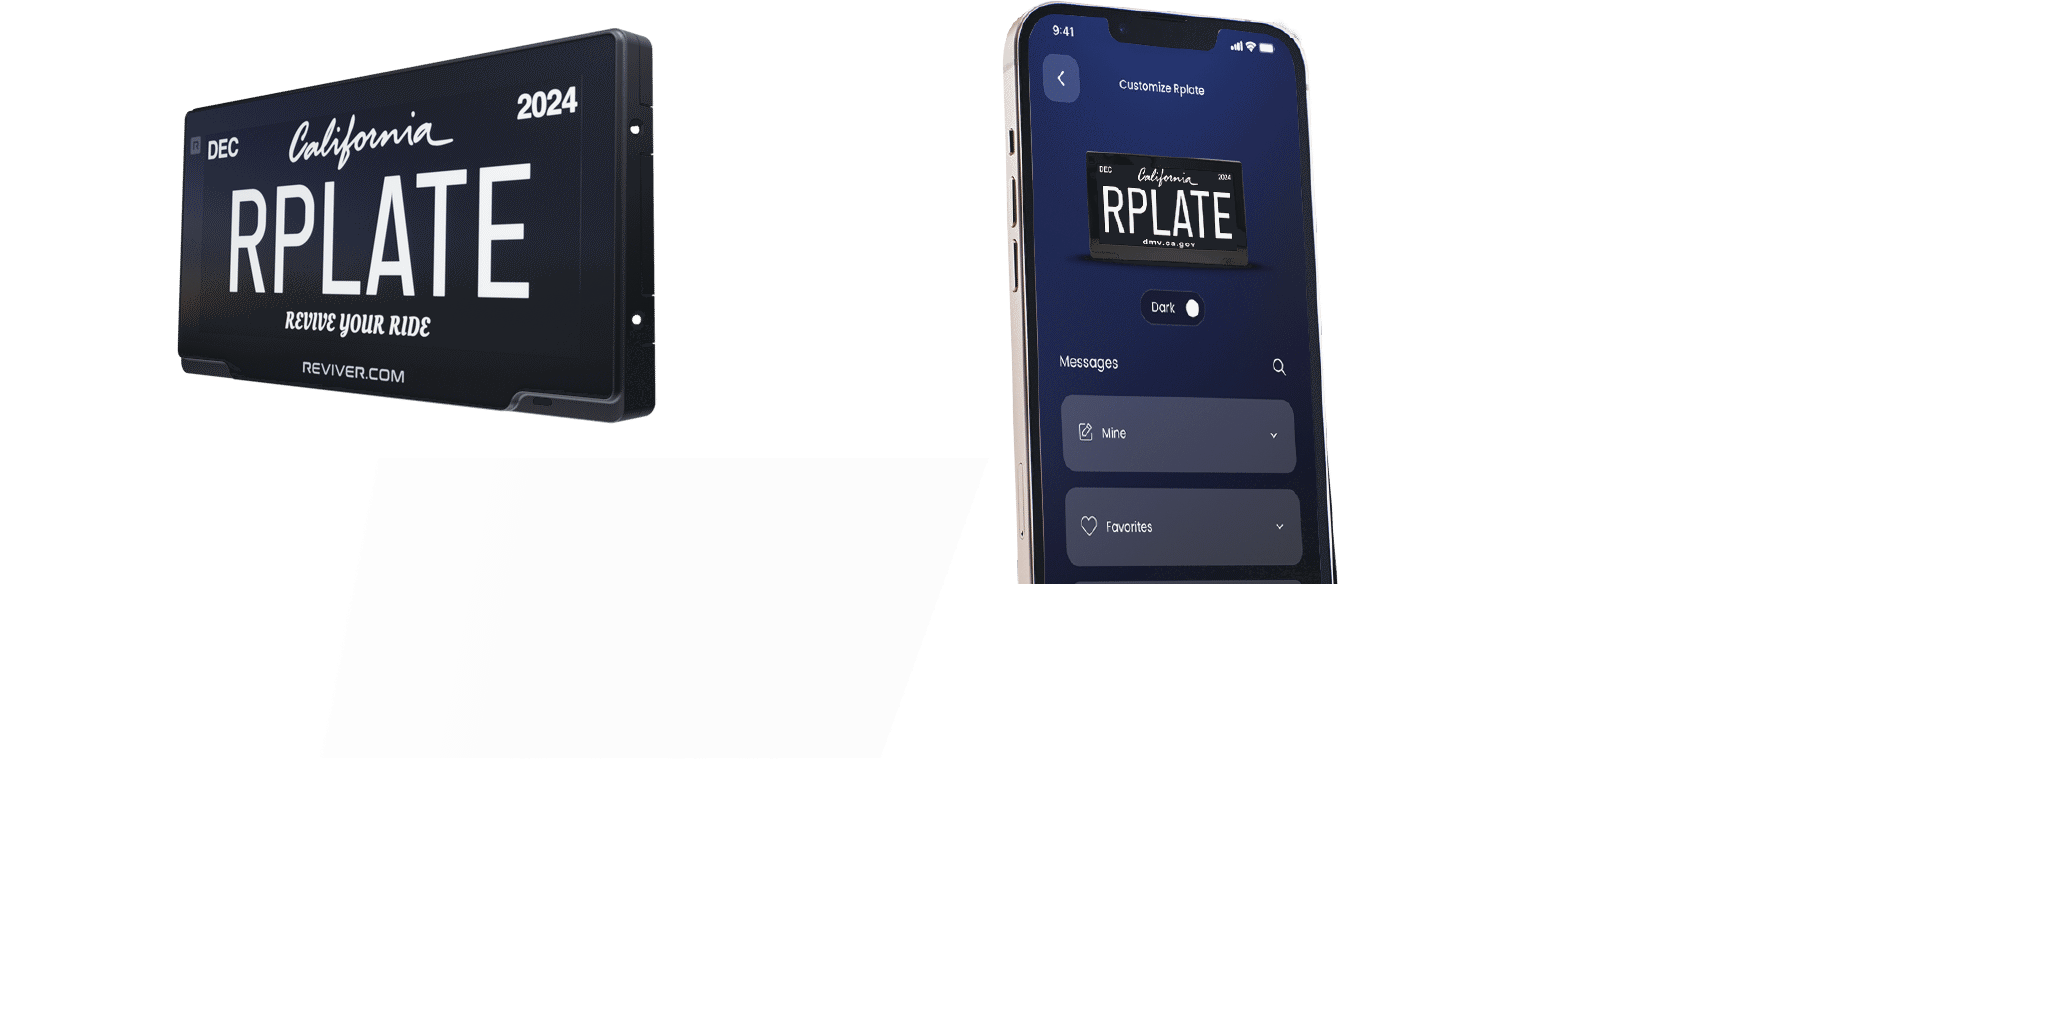 DEC California 2024
RPLATE
REVIVE YOUR RIDE
REVIVER.COM
9:41
Customize Rplate
DEC California 2024
RPLATE
dmv.ca.gov
Dark
Messages
Mine
Favorites